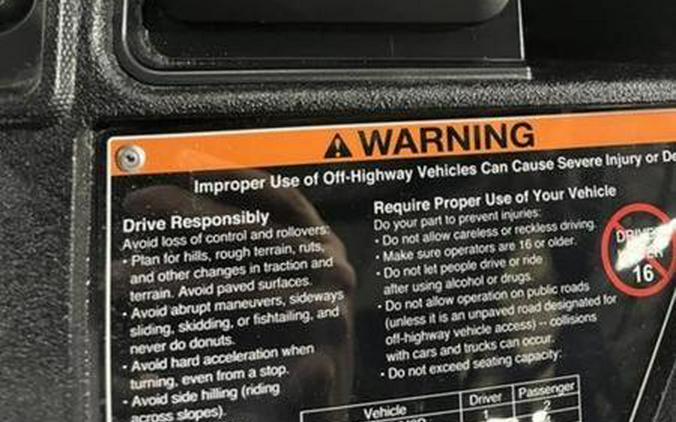 WARNING
Improper Use of Off-Highway Vehicles Can Cause Severe Injury or
Drive Responsibly
Avoid loss of control and rollovers:
• Plan for hills, rough terrain, ruts,
and other changes in traction and
terrain. Avoid paved surfaces.
• Avoid abrupt maneuvers, sideways
sliding, skidding, or fishtailing, and
never do donuts.
• Avoid hard acceleration when
turning, even from a stop.
• Avoid side hilling (riding
across slopes).
Require Proper Use of Your Vehicle
Do your part to prevent injuries:
• Do not allow careless or reckless driving.
• Make sure operators are 16 or older.
• Do not let people drive or ride
after using alcohol or drugs.
• Do not allow operation on public roads
(unless it is an unpaved road designated for
off-highway vehicle access) -- collisions
with cars and trucks can occur.
• Do not exceed seating capacity:
Vehicle Driver Passenger
1 2
16